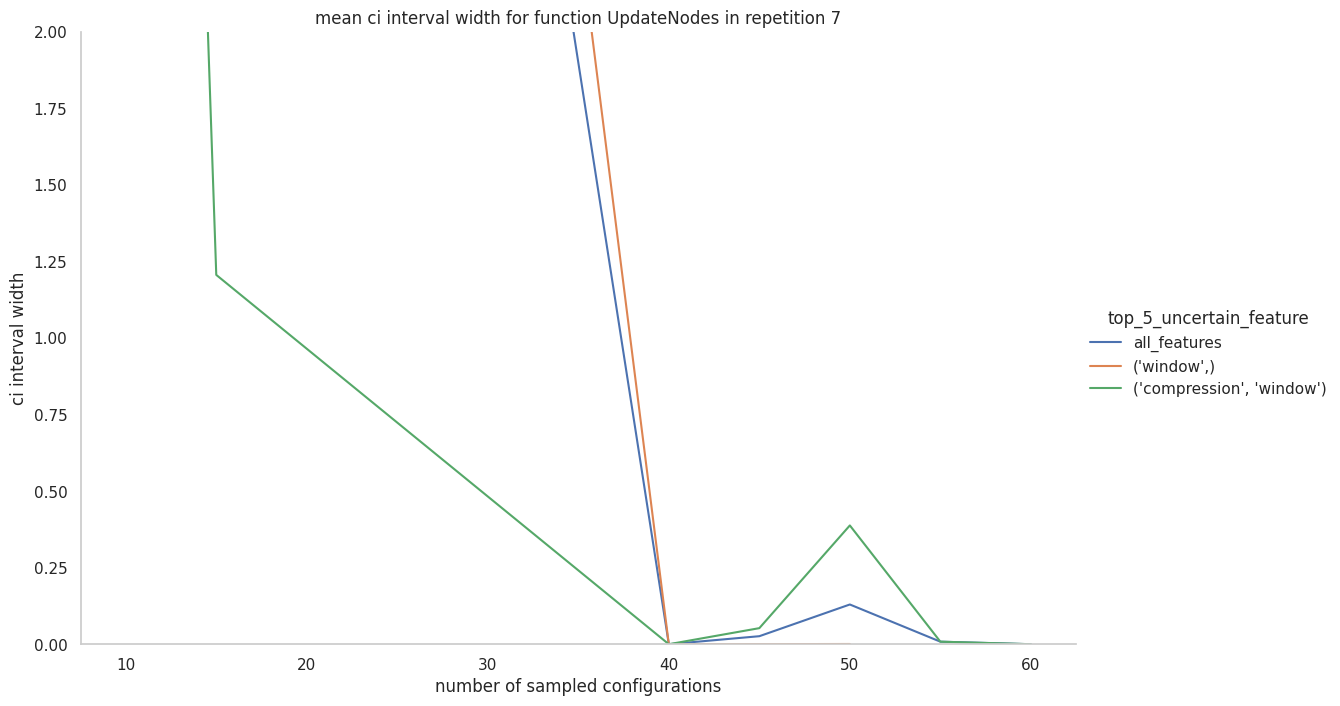 mean ci interval width for function UpdateNodes in repetition 7
2.00
1.75
1.50
1.25
1.00
0.75
0.50
0.25
0.00
ci interval width
10 20 30 40 50 60
number of sampled configurations
top_5_uncertain_feature
all_features
('window',)
('compression', 'window')